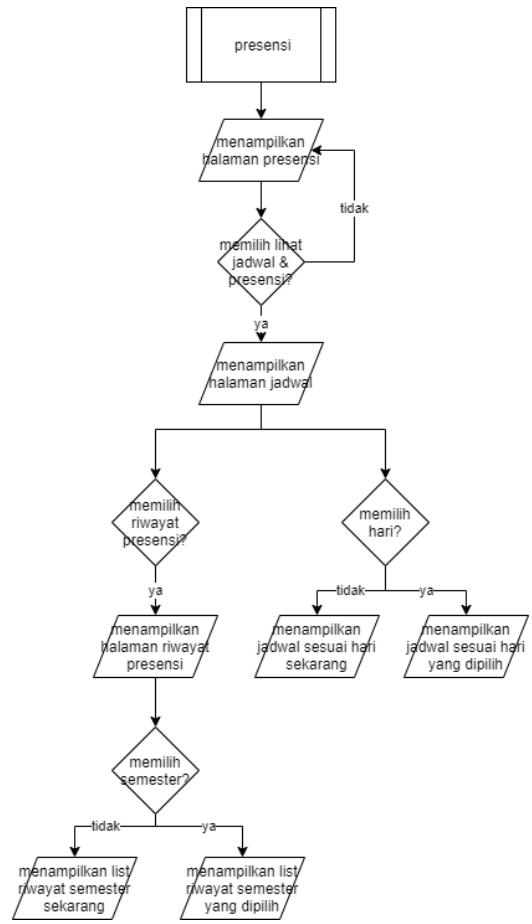 presensi
menampilkan
halaman presensi
tidak
memilih lihat
jadwal &
presensi?
ya
menampilkan
halaman jadwal
memilih
riwayat
presensi?
memilih
hari?
ya
tidak
ya
menampilkan
halaman riwayat
presensi
menampilkan
jadwal sesuai hari
sekarang
menampilkan
jadwal sesuai hari
yang dipilih
memilih
semester?
tidak
ya
menampilkan list
riwayat semester
sekarang
menampilkan list
riwayat semester
yang dipilih